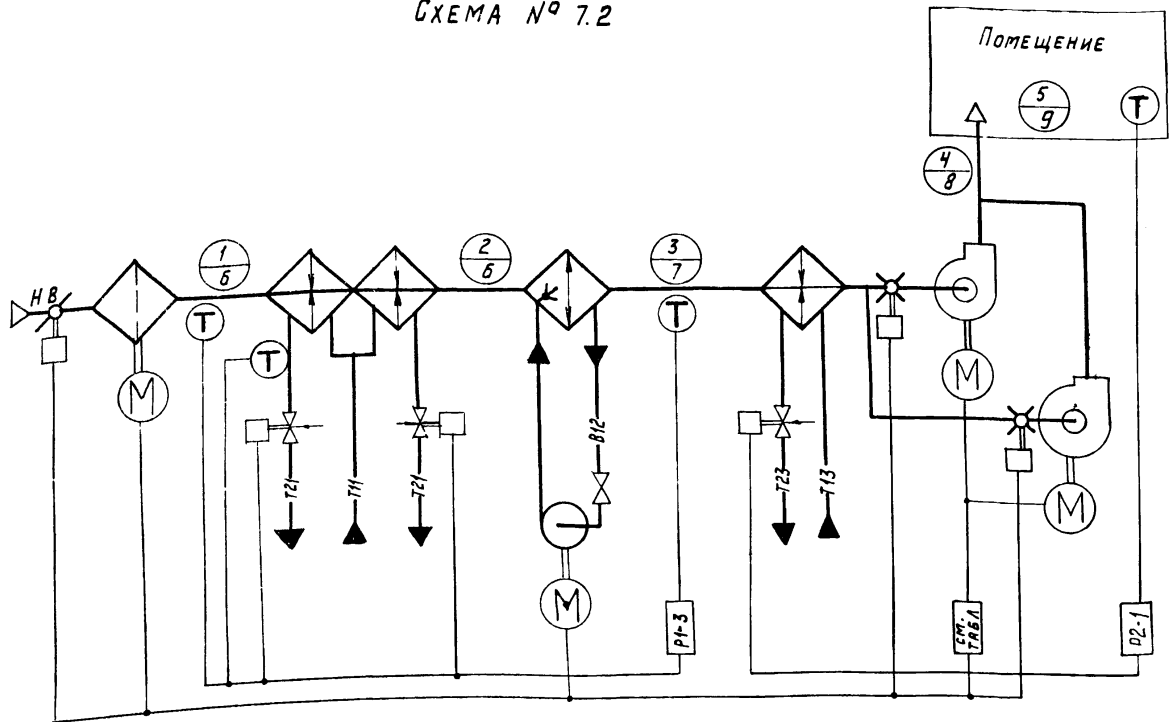 СХЕМА № 7.2
ПОМЕЩЕНИЕ
5
9
Т
4
8
1
6
2
6
3
7
НВ
Т
Т
Т
М
М
М
М
Т21
Т11
Т21
В12
Т23
Т13
Р1-3
СМ. ТАБЛ
Р2-1